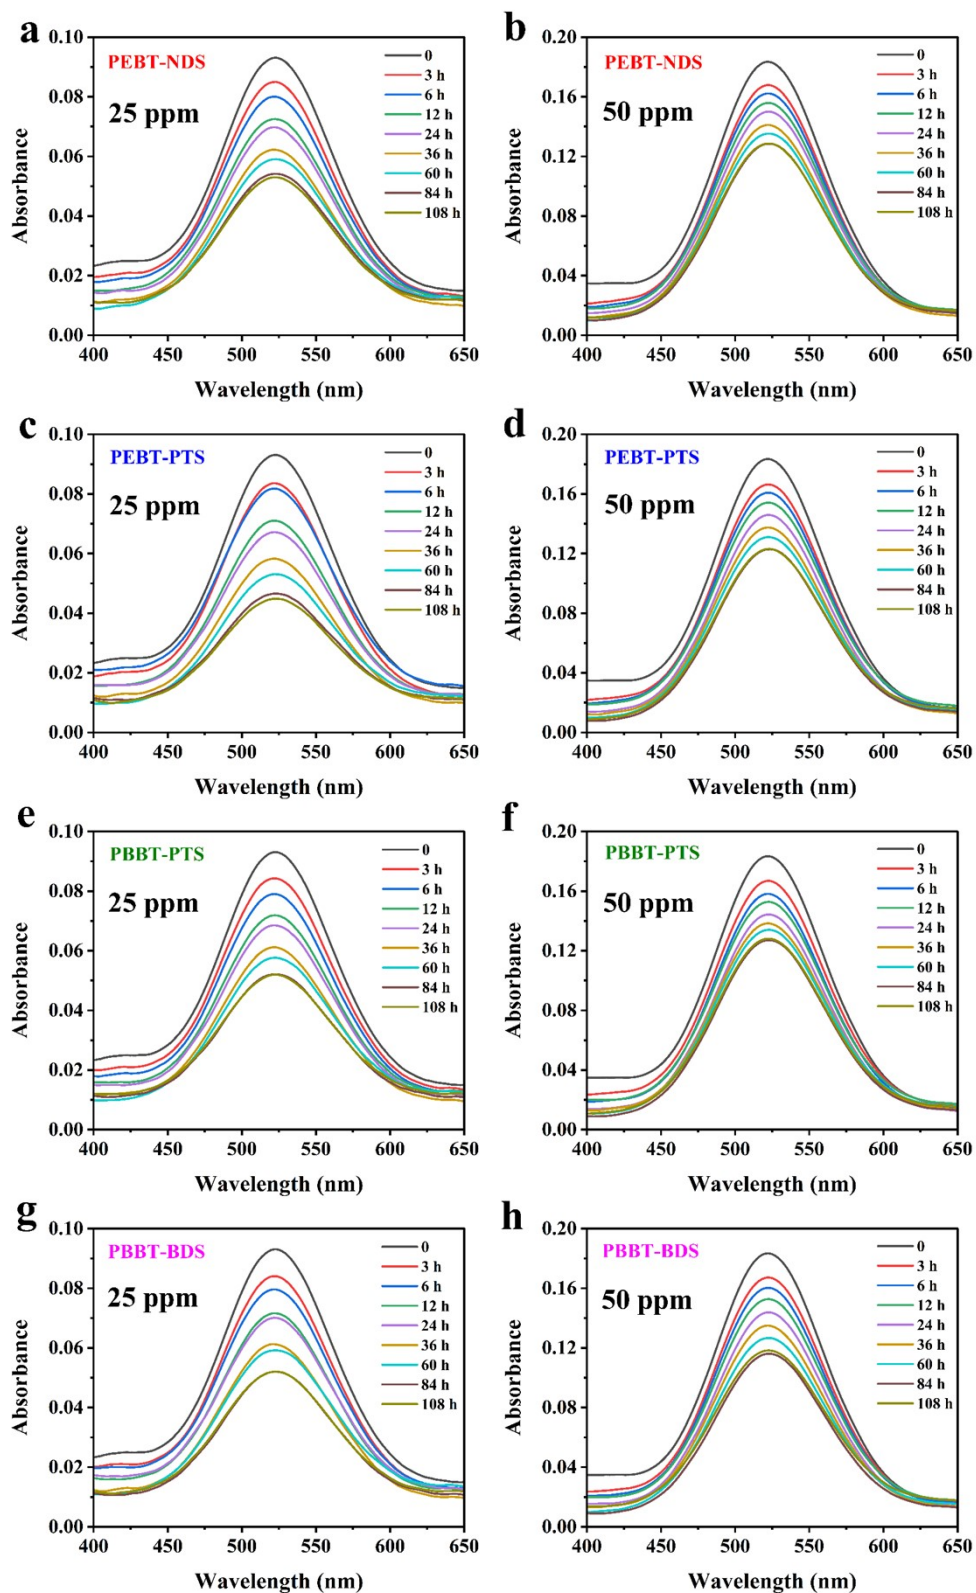 a
b
0.10
0.08
0.06
0.04
0.02
0.00
Absorbance
PEBT-NDS
25 ppm
0
3 h
6 h
12 h
24 h
36 h
60 h
84 h
108 h
400 450 500 550 600 650
Wavelength (nm)
0.20
0.16
0.12
0.08
0.04
0.00
Absorbance
PEBT-NDS
50 ppm
0
3 h
6 h
12 h
24 h
36 h
60 h
84 h
108 h
400 450 500 550 600 650
Wavelength (nm)
c
d
0.10
0.08
0.06
0.04
0.02
0.00
Absorbance
PEBT-PTS
25 ppm
0
3 h
6 h
12 h
24 h
36 h
60 h
84 h
108 h
400 450 500 550 600 650
Wavelength (nm)
0.20
0.16
0.12
0.08
0.04
0.00
Absorbance
PEBT-PTS
50 ppm
0
3 h
6 h
12 h
24 h
36 h
60 h
84 h
108 h
400 450 500 550 600 650
Wavelength (nm)
e
f
0.10
0.08
0.06
0.04
0.02
0.00
Absorbance
PBBT-PTS
25 ppm
0
3 h
6 h
12 h
24 h
36 h
60 h
84 h
108 h
400 450 500 550 600 650
Wavelength (nm)
0.20
0.16
0.12
0.08
0.04
0.00
Absorbance
PBBT-PTS
50 ppm
0
3 h
6 h
12 h
24 h
36 h
60 h
84 h
108 h
400 450 500 550 600 650
Wavelength (nm)
g
h
0.10
0.08
0.06
0.04
0.02
0.00
Absorbance
PBBT-BDS
25 ppm
0
3 h
6 h
12 h
24 h
36 h
60 h
84 h
108 h
400 450 500 550 600 650
Wavelength (nm)
0.20
0.16
0.12
0.08
0.04
0.00
Absorbance
PBBT-BDS
50 ppm
0
3 h
6 h
12 h
24 h
36 h
60 h
84 h
108 h
400 450 500 550 600 650
Wavelength (nm)